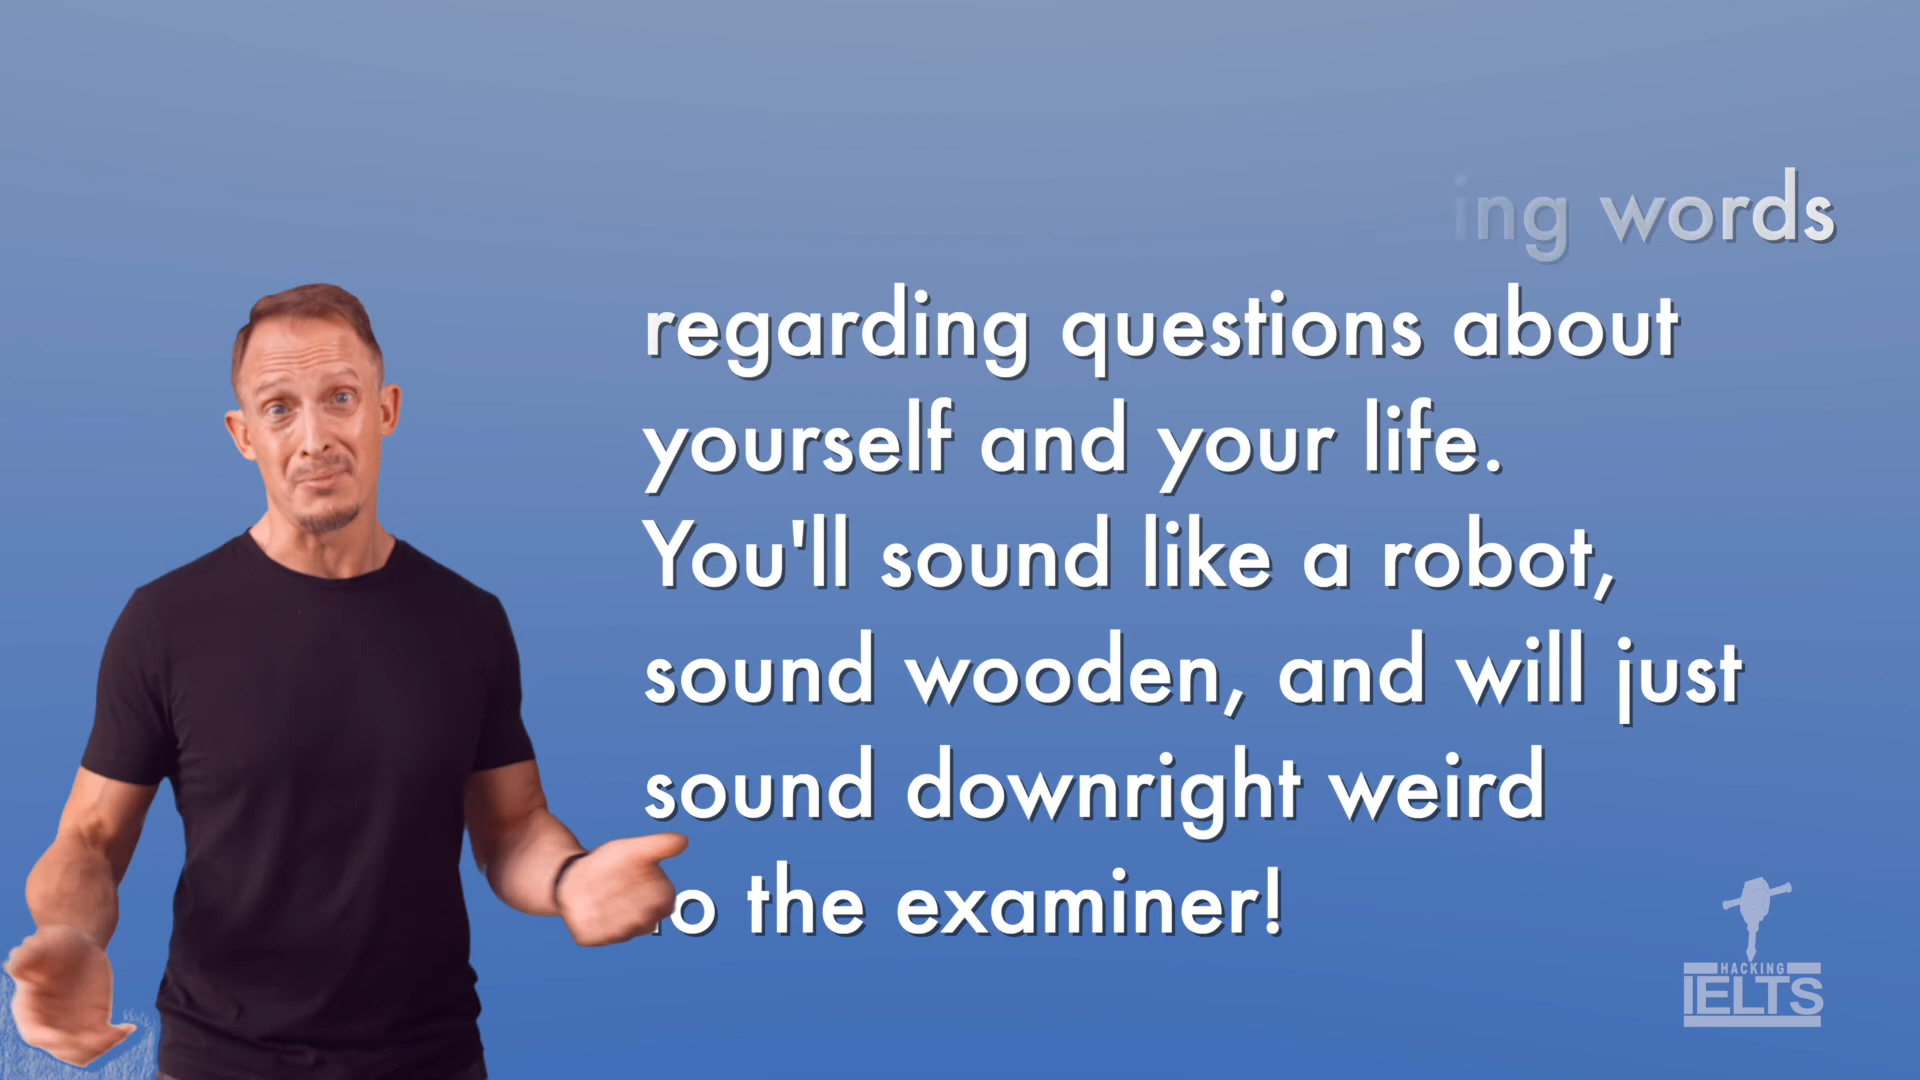 words
regarding questions about
yourself and your life.
You'll sound like a robot,
sound wooden, and will just
sound downright weird
to the examiner!
HACKING
IELTS